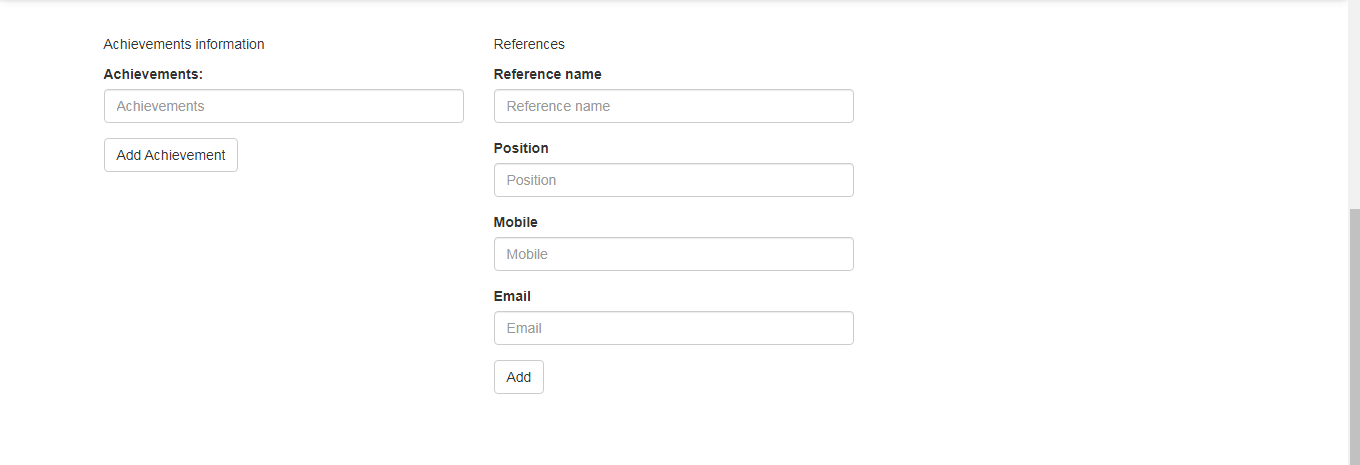 Achievements information
Achievements:
Achievements
Add Achievement
References
Reference name
Reference name
Position
Position
Mobile
Mobile
Email
Email
Add